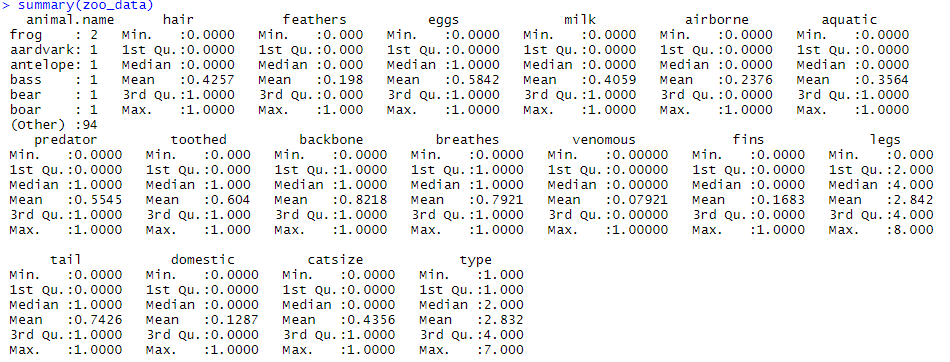 > summary(zoo_data)
animal.name hair feathers eggs milk airborne aquatic
frog : 2 Min. :0.0000 Min. :0.000 Min. :0.0000 Min. :0.0000 Min. :0.0000 Min. :0.0000
aardvark: 1 1st Qu.:0.0000 1st Qu.:0.000 1st Qu.:0.0000 1st Qu.:0.0000 1st Qu.:0.0000 1st Qu.:0.0000
antelope: 1 Median :0.0000 Median :0.000 Median :1.0000 Median :0.0000 Median :0.0000 Median :0.0000
bass : 1 Mean :0.4257 Mean :0.198 Mean :0.5842 Mean :0.4059 Mean :0.2376 Mean :0.3564
bear : 1 3rd Qu.:1.0000 3rd Qu.:0.000 3rd Qu.:1.0000 3rd Qu.:1.0000 3rd Qu.:0.0000 3rd Qu.:1.0000
boar : 1 Max. :1.0000 Max. :1.000 Max. :1.0000 Max. :1.0000 Max. :1.0000 Max. :1.0000
(Other) :94
predator toothed backbone breathes venomous fins legs
Min. :0.0000 Min. :0.000 Min. :0.0000 Min. :0.0000 Min. :0.00000 Min. :0.0000 Min. :0.000
1st Qu.:0.0000 1st Qu.:0.000 1st Qu.:1.0000 1st Qu.:1.0000 1st Qu.:0.00000 1st Qu.:0.0000 1st Qu.:2.000
Median :1.0000 Median :1.000 Median :1.0000 Median :1.0000 Median :0.00000 Median :0.0000 Median :4.000
Mean :0.5545 Mean :0.604 Mean :0.8218 Mean :0.7921 Mean :0.07921 Mean :0.1683 Mean :2.842
3rd Qu.:1.0000 3rd Qu.:1.000 3rd Qu.:1.0000 3rd Qu.:1.0000 3rd Qu.:0.00000 3rd Qu.:0.0000 3rd Qu.:4.000
Max. :1.0000 Max. :1.000 Max. :1.0000 Max. :1.0000 Max. :1.00000 Max. :1.0000 Max. :8.000
tail domestic catsize type
Min. :0.0000 Min. :0.0000 Min. :0.0000 Min. :1.000
1st Qu.:0.0000 1st Qu.:0.0000 1st Qu.:0.0000 1st Qu.:1.000
Median :1.0000 Median :0.0000 Median :0.0000 Median :2.000
Mean :0.7426 Mean :0.1287 Mean :0.4356 Mean :2.832
3rd Qu.:1.0000 3rd Qu.:0.0000 3rd Qu.:1.0000 3rd Qu.:4.000
Max. :1.0000 Max. :1.0000 Max. :1.0000 Max. :7.000